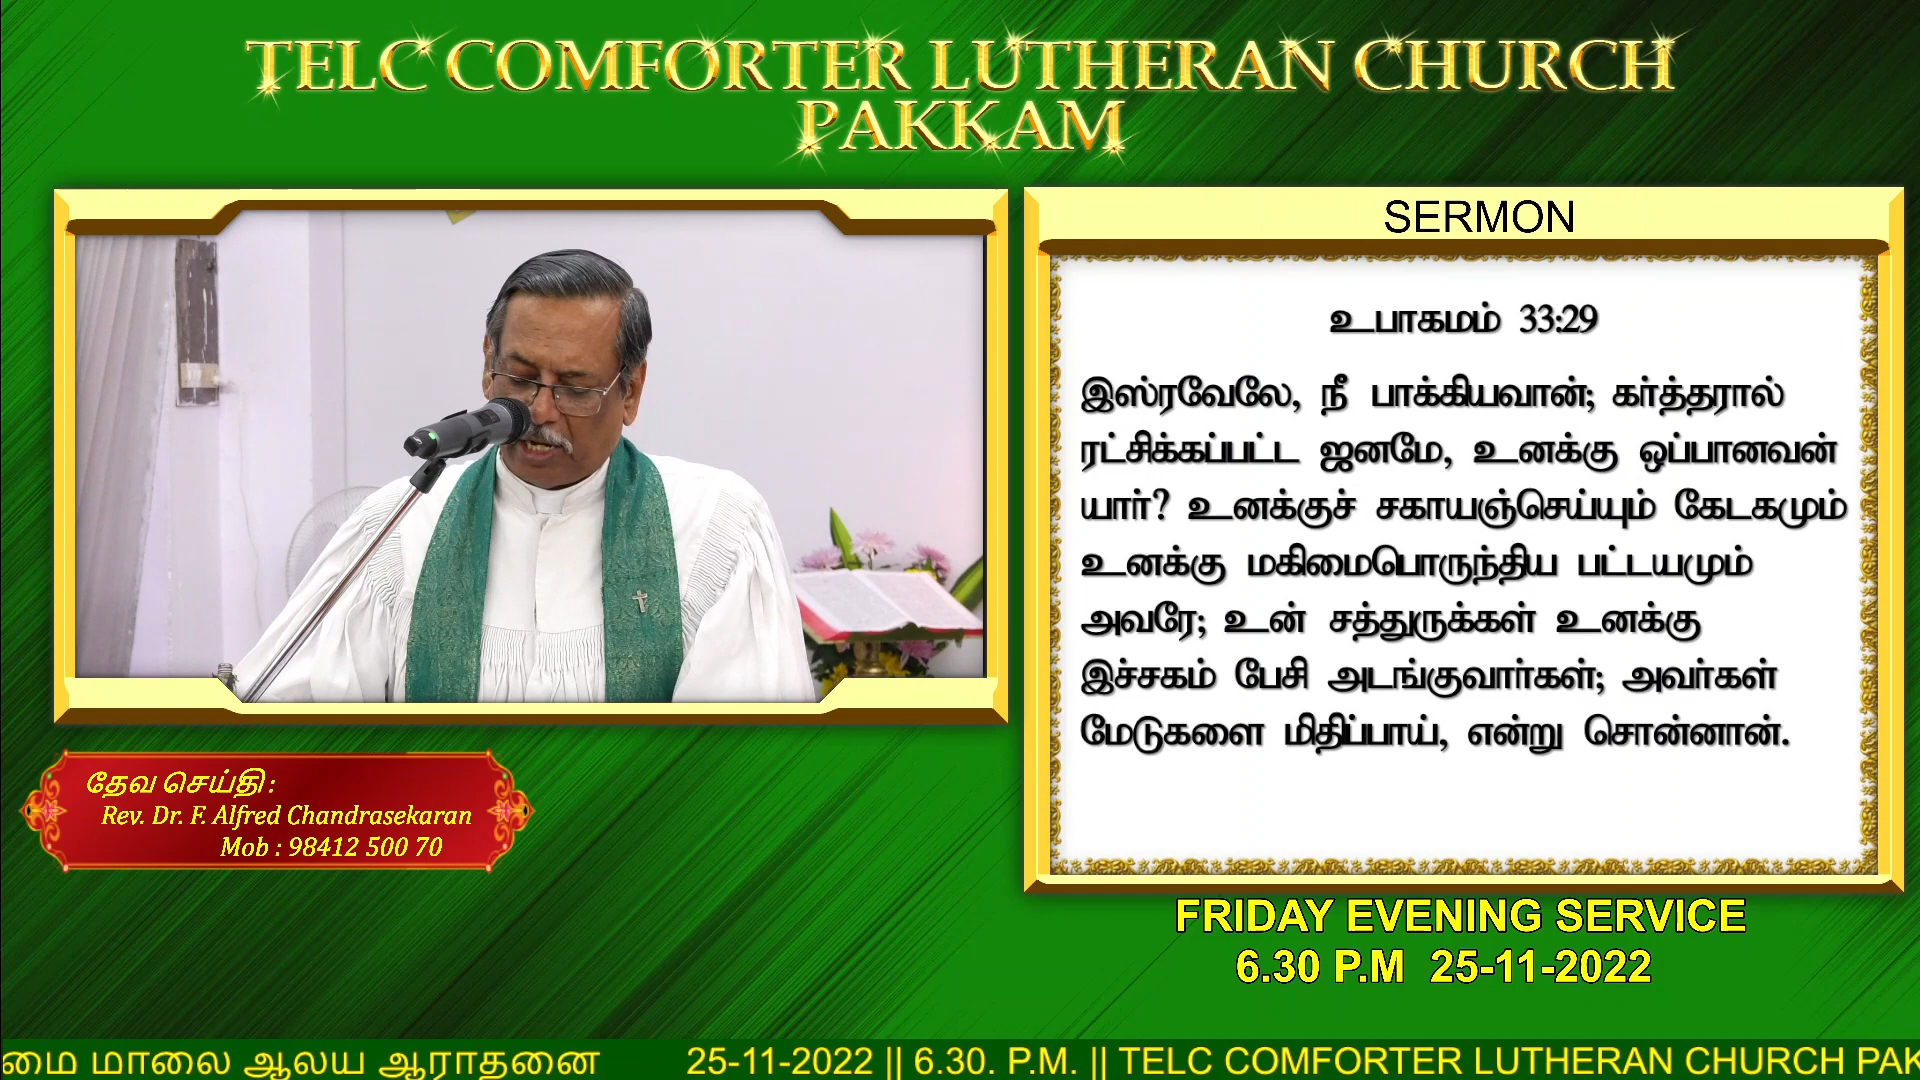 TELC COMFORTER LUTHERAN CHURCH
PAKKAM
SERMON
உபாகமம் 33:29
இஸ்ரவேலே, நீ பாக்கியவான்; கர்த்தரால்
ரட்சிக்கப்பட்ட ஜனமே, உனக்கு ஒப்பானவன்
யார்? உனக்குச் சகாயஞ்செய்யும் கேடகமும்
உனக்கு மகிமைபொருந்திய பட்டயமும்
அவரே; உன் சத்துருக்கள் உனக்கு
இச்சகம் பேசி அடங்குவார்கள்; அவர்கள்
மேடுகளை மிதிப்பாய், என்று சொன்னான்.
தேவ செய்தி :
Rev. Dr. F. Alfred Chandrasekaran
Mob : 98412 500 70
FRIDAY EVENING SERVICE
6.30 P.M 25-11-2022
மை மாலை ஆலய ஆராதனை 25-11-2022 || 6.30. P.M. || TELC COMFORTER LUTHERAN CHURCH PAK